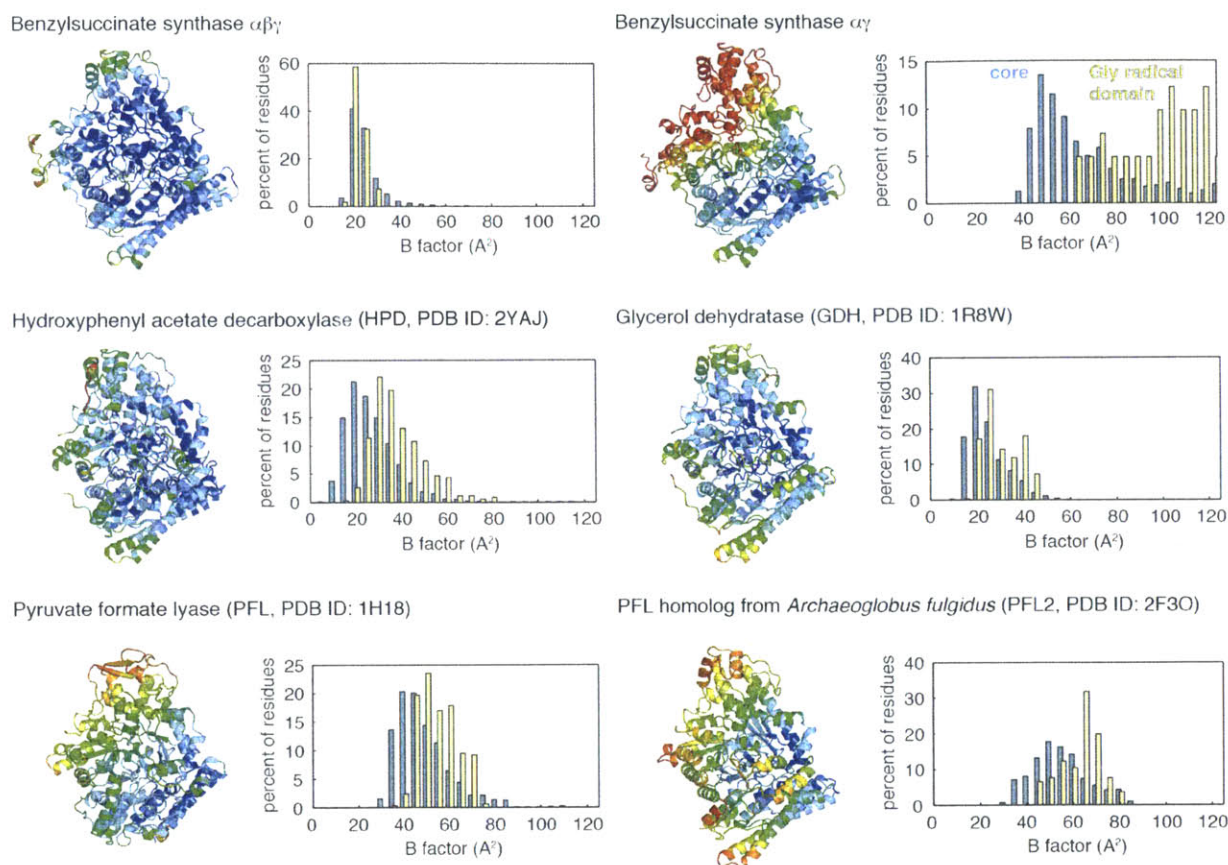 Benzylsuccinate synthase αβγ
percent of residues
60
40
20
0
0 20 40 60 80 100 120
B factor (A²)
Benzylsuccinate synthase αγ
core
Gly radical
domain
percent of residues
15
10
5
0
0 20 40 60 80 100 120
B factor (A²)
Hydroxyphenyl acetate decarboxylase (HPD, PDB ID: 2YAJ)
percent of residues
25
20
15
10
5
0
0 20 40 60 80 100 120
B factor (A²)
Glycerol dehydratase (GDH, PDB ID: 1R8W)
percent of residues
40
30
20
10
0
0 20 40 60 80 100 120
B factor (A²)
Pyruvate formate lyase (PFL, PDB ID: 1H18)
percent of residues
25
20
15
10
5
0
0 20 40 60 80 100 120
B factor (A²)
PFL homolog from Archaeoglobus fulgidus (PFL2, PDB ID: 2F3O)
percent of residues
40
30
20
10
0
0 20 40 60 80 100 120
B factor (A²)